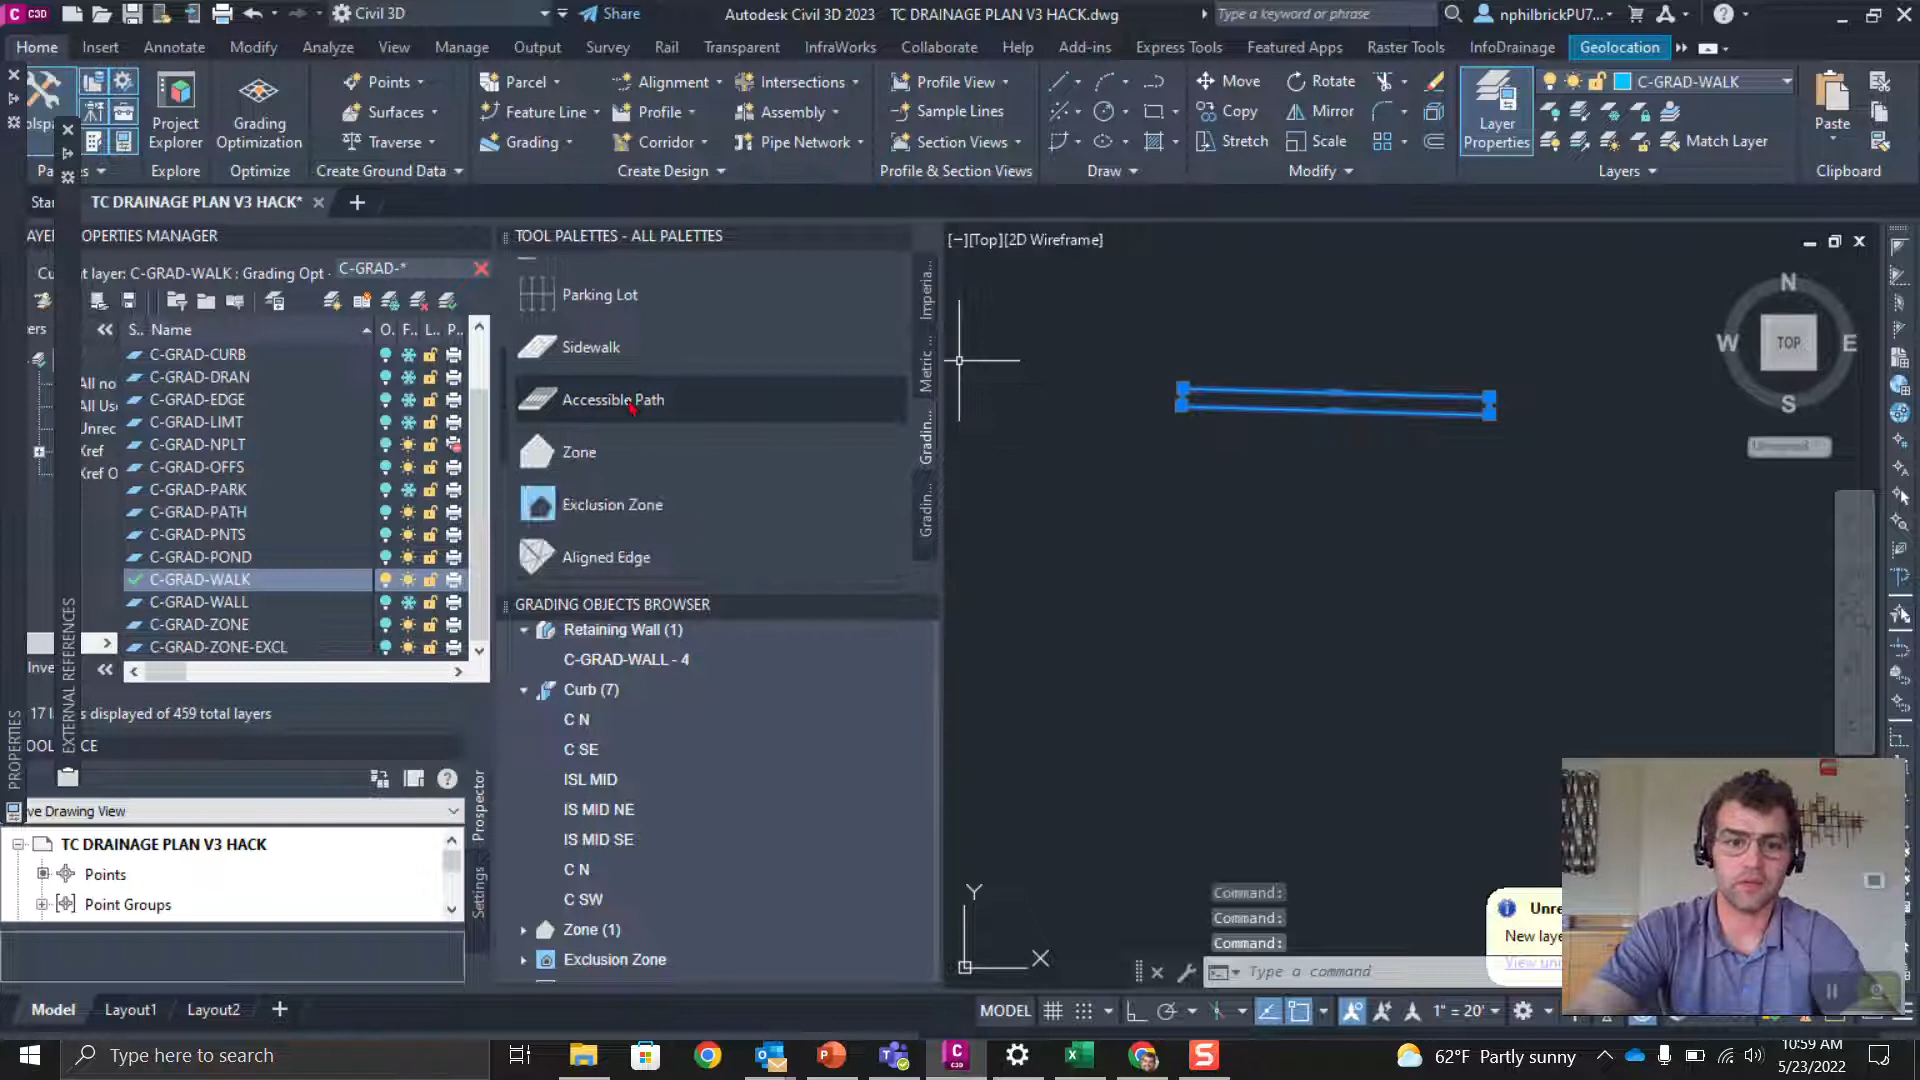 C3D Civil 3D Share Autodesk Civil 3D 2023 TC DRAINAGE PLAN V3 HACK.dwg Type a keyword or phrase nphilbrickPU7...
Home Insert Annotate Modify Analyze View Manage Output Survey Rail Transparent InfraWorks Collaborate Help Add-ins Express Tools Featured Apps Raster Tools InfoDrainage Geolocation
Points Parcel Alignment Intersections Profile View Move Rotate C-GRAD-WALK
Project Explorer Grading Optimization Surfaces Feature Line Profile Assembly Sample Lines Copy Mirror Layer Properties Paste
Traverse Grading Corridor Pipe Network Section Views Stretch Scale Match Layer
Explore Optimize Create Ground Data Create Design Profile & Section Views Draw Modify Layers Clipboard
Star TC DRAINAGE PLAN V3 HACK*
AYE OPERTIES MANAGER TOOL PALETTES - ALL PALETTES [−][Top][2D Wireframe]
C t layer: C-GRAD-WALK : Grading Opt C-GRAD-*
Parking Lot
ers S.. Name O. F.. L... P..
Sidewalk
C-GRAD-CURB
C-GRAD-DRAN
All no
C-GRAD-EDGE
Accessible Path
All Us
C-GRAD-LIMT
Unrec
C-GRAD-NPLT
Xref
Zone
C-GRAD-OFFS
Xref O
C-GRAD-PARK
Exclusion Zone
C-GRAD-PATH
C-GRAD-PNTS
C-GRAD-POND
Aligned Edge
C-GRAD-WALK
C-GRAD-WALL
C-GRAD-ZONE
C-GRAD-ZONE-EXCL
Inve
Imperia...
Metric ...
Gradin...
Gradin...
N
W TOP E
S
GRADING OBJECTS BROWSER
Retaining Wall (1)
C-GRAD-WALL - 4
Curb (7)
C N
C SE
ISL MID
IS MID NE
IS MID SE
C N
C SW
Zone (1)
Exclusion Zone
17 l s displayed of 459 total layers
OOL CE
PROPERTIES
EXTERNAL REFERENCES
Prospector
Settings
ve Drawing View
TC DRAINAGE PLAN V3 HACK
Points
Point Groups
Y
X
Command:
Command:
Command:
Type a command
Unre
New laye
View un
Model Layout1 Layout2 MODEL 1" = 20'
Type here to search 62°F Partly sunny 10:59 AM
5/23/2022